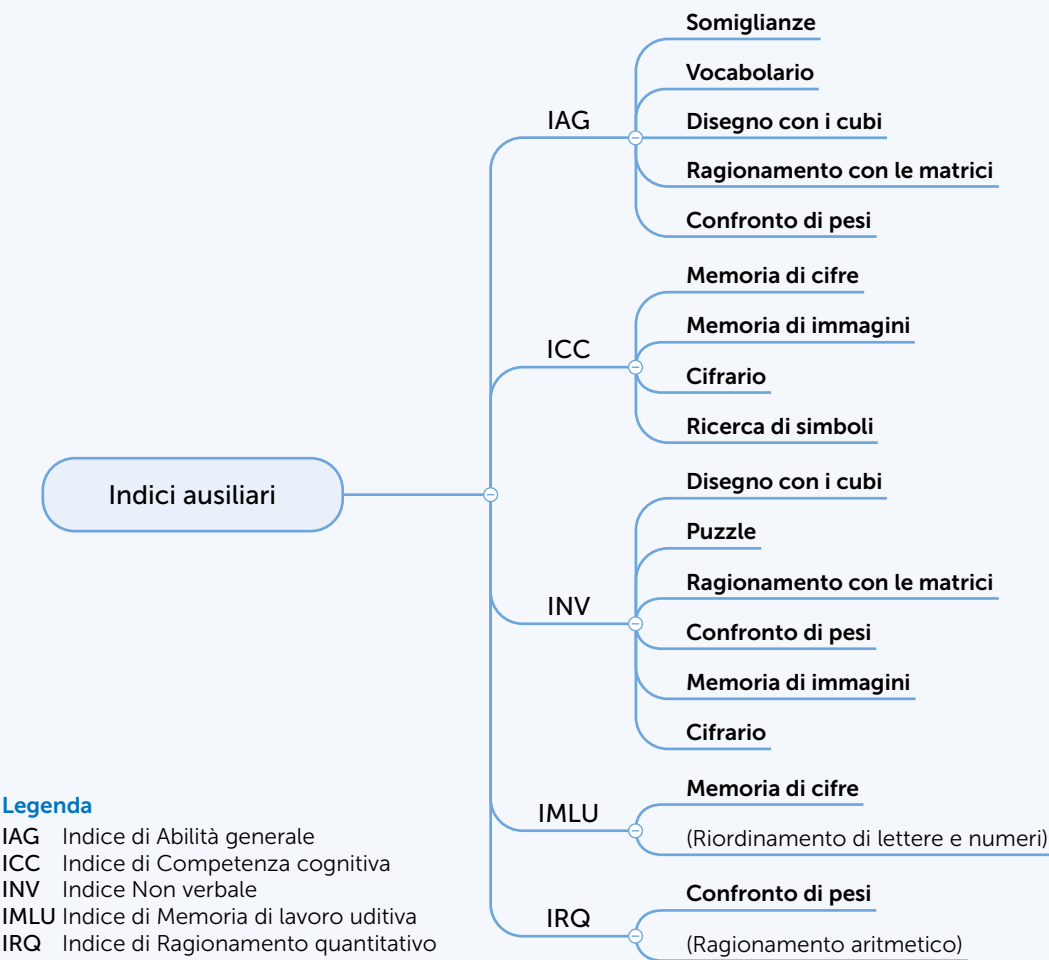 Indici ausiliari
IAG
Somiglianze
Vocabolario
Disegno con i cubi
Ragionamento con le matrici
Confronto di pesi
ICC
Memoria di cifre
Memoria di immagini
Cifrario
Ricerca di simboli
INV
Disegno con i cubi
Puzzle
Ragionamento con le matrici
Confronto di pesi
Memoria di immagini
Cifrario
IMLU
Memoria di cifre
(Riordinamento di lettere e numeri)
IRQ
Confronto di pesi
(Ragionamento aritmetico)
Legenda
IAG Indice di Abilità generale
ICC Indice di Competenza cognitiva
INV Indice Non verbale
IMLU Indice di Memoria di lavoro uditiva
IRQ Indice di Ragionamento quantitativo